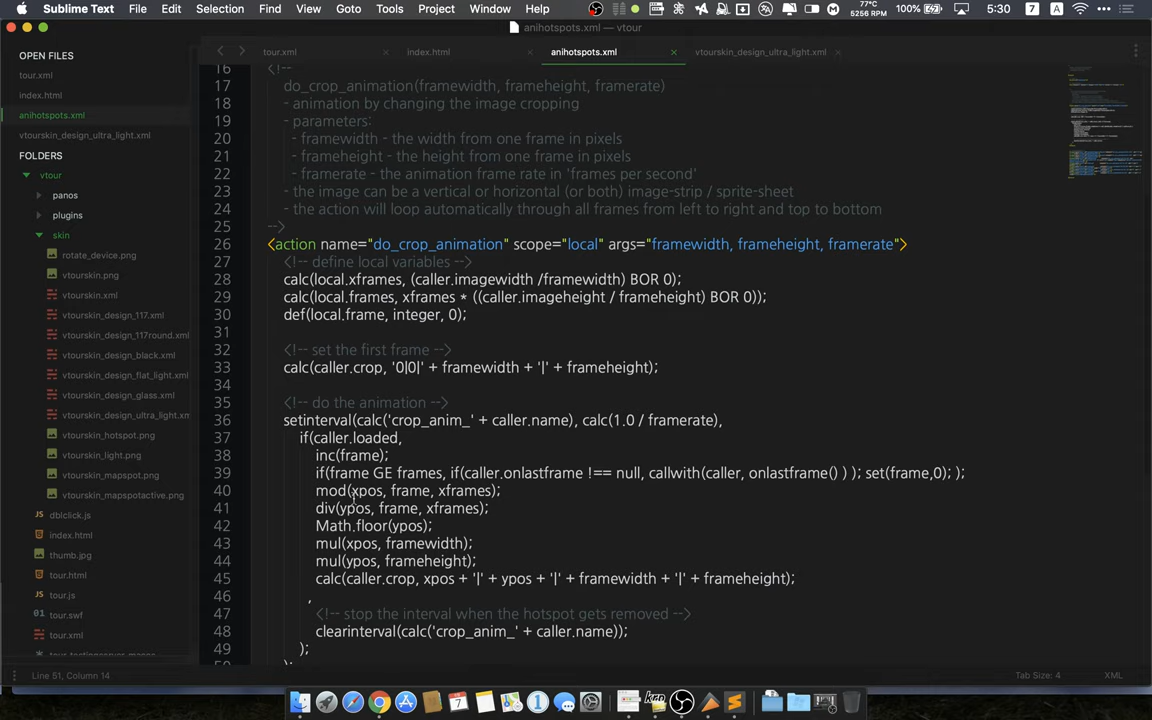 Sublime Text File Edit Selection Find View Goto Tools Project Window Help 77°C 5256 RPM 100% 5:30 7 A
anihotspots.xml — vtour
OPEN FILES
tour.xml
index.html
anihotspots.xml
vtourskin_design_ultra_light.xml
FOLDERS
vtour
panos
plugins
skin
rotate_device.png
vtourskin.png
vtourskin.xml
vtourskin_design_117.xml
vtourskin_design_117round.xml
vtourskin_design_black.xml
vtourskin_design_flat_light.xml
vtourskin_design_glass.xml
vtourskin_design_ultra_light.xm
vtourskin_hotspot.png
vtourskin_light.png
vtourskin_mapspot.png
vtourskin_mapspotactive.png
dblclick.js
index.html
thumb.jpg
tour.html
tour.js
tour.swf
tour.xml
tour.xml × index.html × anihotspots.xml × vtourskin_design_ultra_light.xml ×
16 <!--
17 do_crop_animation(framewidth, frameheight, framerate)
18 - animation by changing the image cropping
19 - parameters:
20 - framewidth - the width from one frame in pixels
21 - frameheight - the height from one frame in pixels
22 - framerate - the animation frame rate in 'frames per second'
23 - the image can be a vertical or horizontal (or both) image-strip / sprite-sheet
24 - the action will loop automatically through all frames from left to right and top to bottom
25 -->
26 <action name="do_crop_animation" scope="local" args="framewidth, frameheight, framerate">
27 <!-- define local variables -->
28 calc(local.xframes, (caller.imagewidth /framewidth) BOR 0);
29 calc(local.frames, xframes * ((caller.imageheight / frameheight) BOR 0));
30 def(local.frame, integer, 0);
31
32 <!-- set the first frame -->
33 calc(caller.crop, '0|0|' + framewidth + '|' + frameheight);
34
35 <!-- do the animation -->
36 setinterval(calc('crop_anim_' + caller.name), calc(1.0 / framerate),
37 if(caller.loaded,
38 inc(frame);
39 if(frame GE frames, if(caller.onlastframe !== null, callwith(caller, onlastframe() ) ); set(frame,0); );
40 mod(xpos, frame, xframes);
41 div(ypos, frame, xframes);
42 Math.floor(ypos);
43 mul(xpos, framewidth);
44 mul(ypos, frameheight);
45 calc(caller.crop, xpos + '|' + ypos + '|' + framewidth + '|' + frameheight);
46 ,
47 <!-- stop the interval when the hotspot gets removed -->
48 clearinterval(calc('crop_anim_' + caller.name));
49 );
Line 51, Column 14 Tab Size: 4 XML